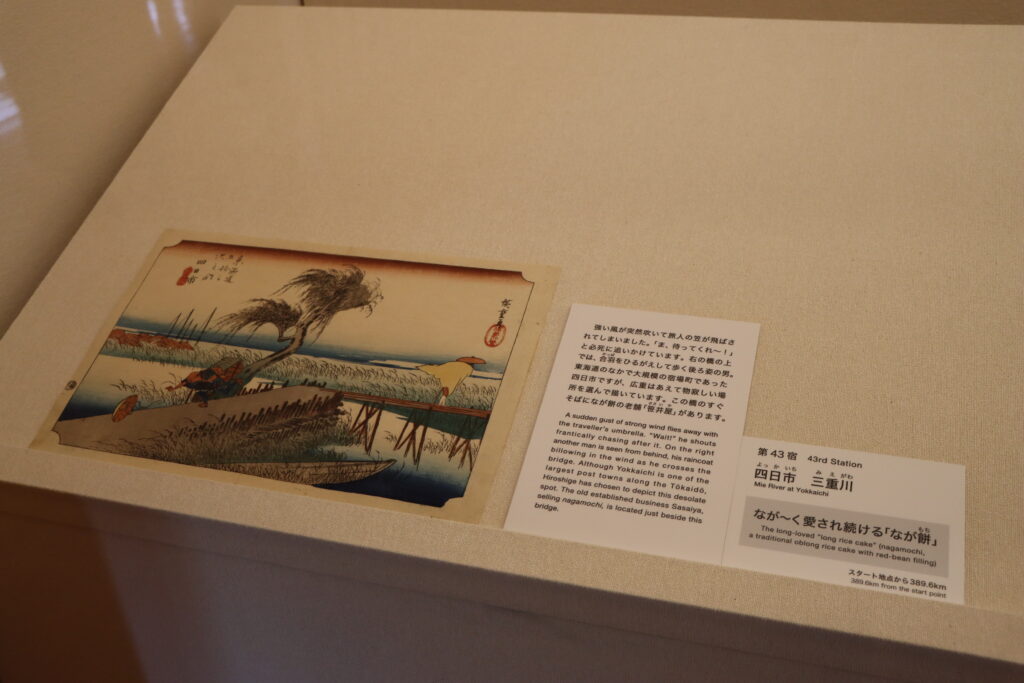 強い風が突然吹いて旅人の笠が飛ばさ
れてしまいました。「ま、待ってくれ〜！」
と必死に追いかけています。右の橋の上
では、合羽をひるがえして歩く後ろ姿の男。
東海道のなかで大規模の宿場町であった
四日市ですが、広重はあえて物寂しい場
所を選んで描いています。この橋のすぐ
そばになが餅の老舗「笹井屋」があります。
A sudden gust of strong wind flies away with
the traveller's umbrella. "Wait!" he shouts
frantically chasing after it. On the right
another man is seen from behind, his raincoat
billowing in the wind as he crosses the
bridge. Although Yokkaichi is one of the
largest post towns along the Tōkaidō,
Hiroshige has chosen to depict this desolate
spot. The old established business Sasaiya,
selling nagamochi, is located just beside this
bridge.
第43宿 43rd Station
よっかいち みえがわ
四日市 三重川
Mie River at Yokkaichi
なが〜く愛され続ける「なが餅」
The long-loved "long rice cake" (nagamochi,
a traditional oblong rice cake with red-bean filling)
スタート地点から389.6km
389.6km from the start point